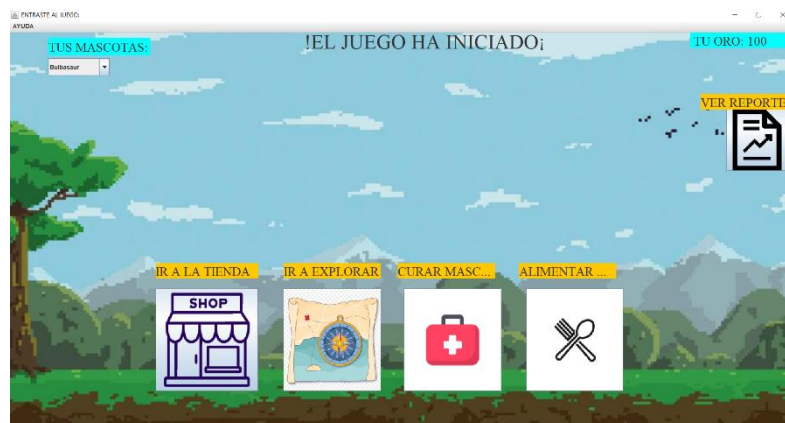 ENTRASTE AL JUEGO:
AYUDA
TUS MASCOTAS:
!EL JUEGO HA INICIADO¡
TU ORO: 100
Bulbasaur
VER REPORTE
IR A LA TIENDA
IR A EXPLORAR
CURAR MASC...
ALIMENTAR ...
SHOP